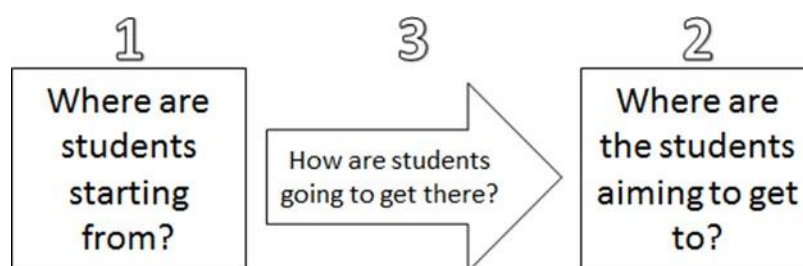 1
3
2
Where are
students
starting
from?
How are students
going to get there?
Where are
the students
aiming to get
to?